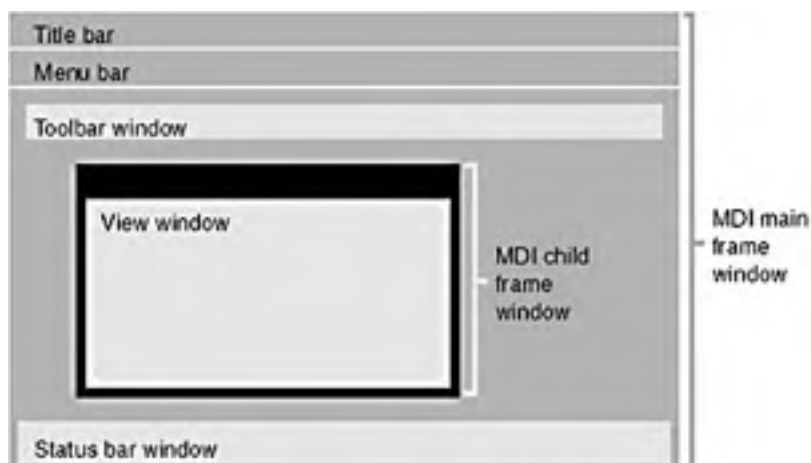 Title bar
Menu bar
Toolbar window
View window
MDI child
frame
window
MDI main
frame
window
Status bar window